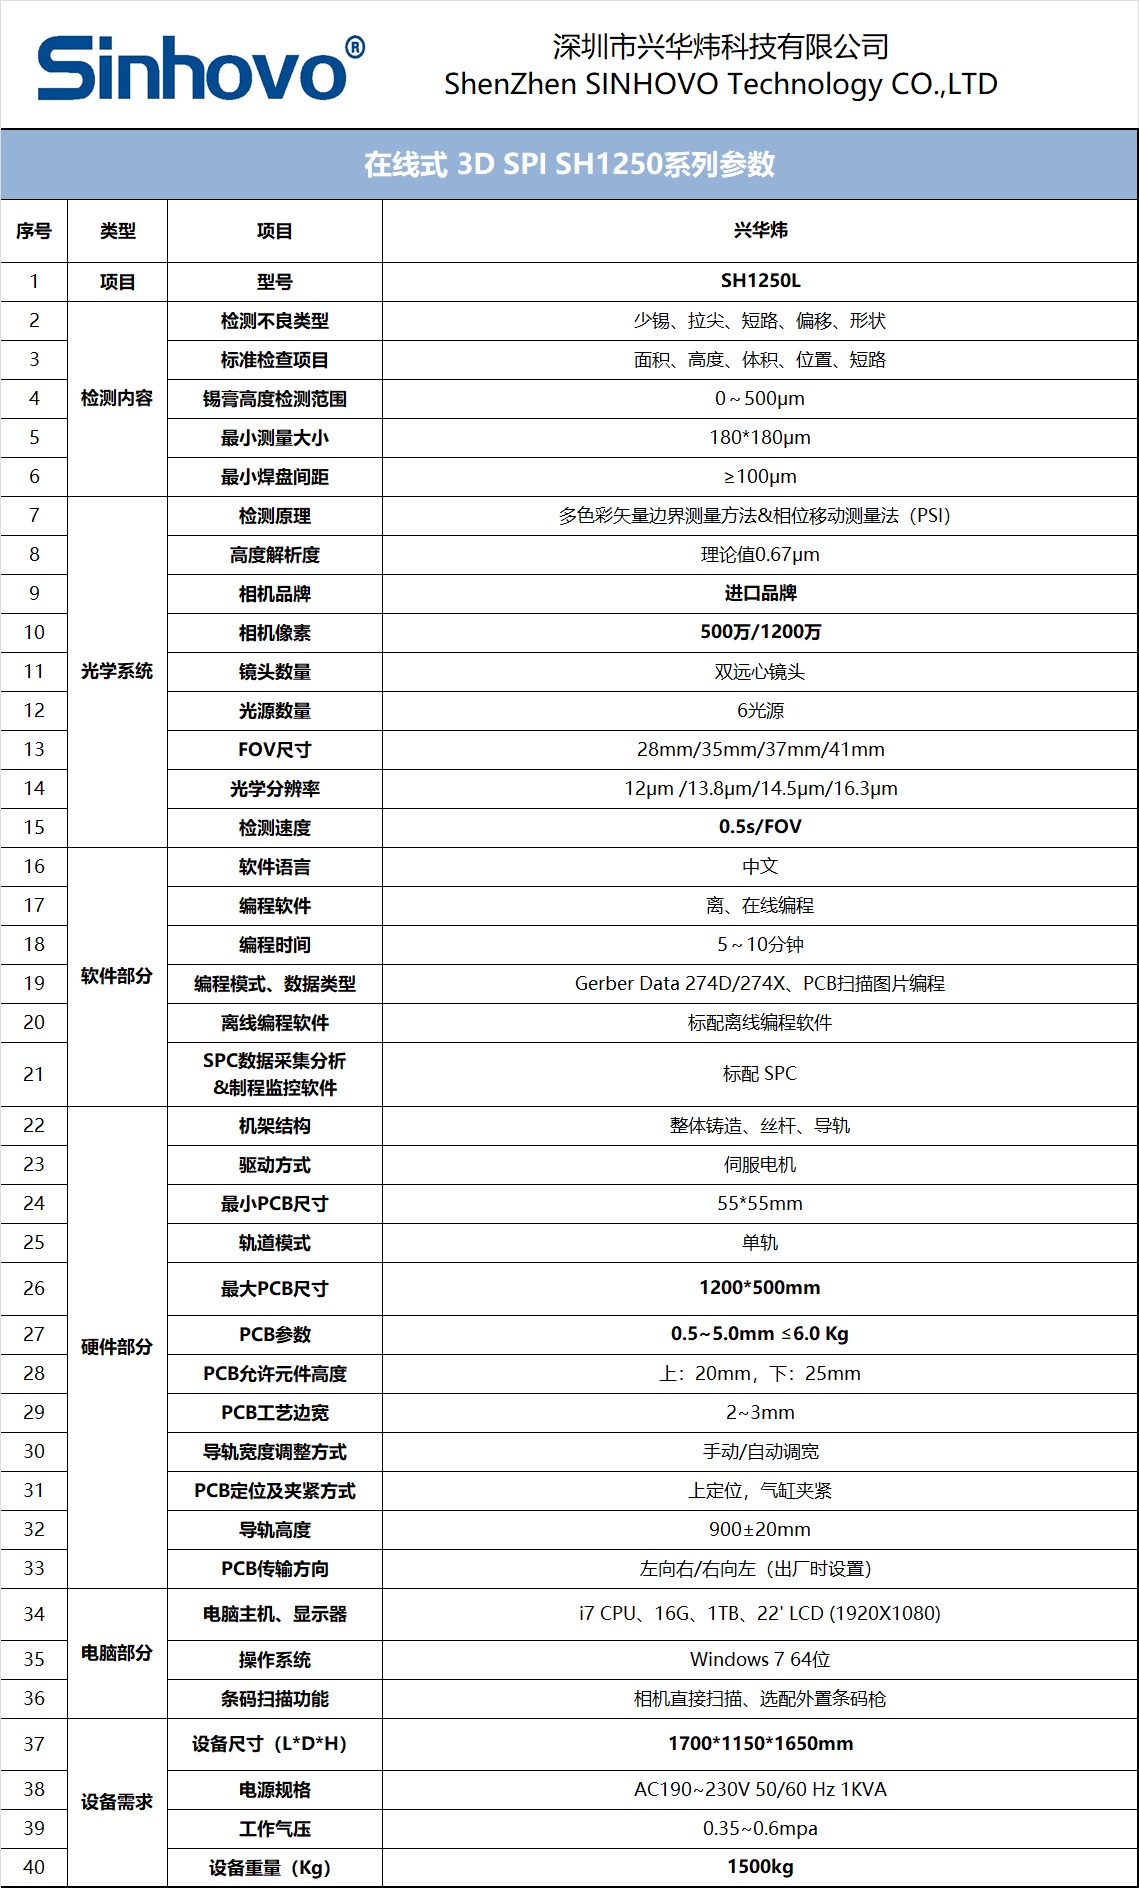 Sinhovo®
深圳市兴华炜科技有限公司
ShenZhen SINHOVO Technology CO.,LTD
在线式 3D SPI SH1250系列参数
序号 类型 项目 兴华炜
1 项目 型号 SH1250L
2 检测不良类型 少锡、拉尖、短路、偏移、形状
3 标准检查项目 面积、高度、体积、位置、短路
4 检测内容 锡膏高度检测范围 0～500μm
5 最小测量大小 180*180μm
6 最小焊盘间距 ≥100μm
7 检测原理 多色彩矢量边界测量方法&相位移动测量法（PSI）
8 高度解析度 理论值0.67μm
9 相机品牌 进口品牌
10 相机像素 500万/1200万
11 光学系统 镜头数量 双远心镜头
12 光源数量 6光源
13 FOV尺寸 28mm/35mm/37mm/41mm
14 光学分辨率 12μm /13.8μm/14.5μm/16.3μm
15 检测速度 0.5s/FOV
16 软件语言 中文
17 编程软件 离、在线编程
18 编程时间 5～10分钟
19 软件部分 编程模式、数据类型 Gerber Data 274D/274X、PCB扫描图片编程
20 离线编程软件 标配离线编程软件
21 SPC数据采集分析
&制程监控软件 标配 SPC
22 机架结构 整体铸造、丝杆、导轨
23 驱动方式 伺服电机
24 最小PCB尺寸 55*55mm
25 轨道模式 单轨
26 最大PCB尺寸 1200*500mm
27 硬件部分 PCB参数 0.5~5.0mm ≤6.0 Kg
28 PCB允许元件高度 上：20mm，下：25mm
29 PCB工艺边宽 2~3mm
30 导轨宽度调整方式 手动/自动调宽
31 PCB定位及夹紧方式 上定位，气缸夹紧
32 导轨高度 900±20mm
33 PCB传输方向 左向右/右向左（出厂时设置）
34 电脑主机、显示器 i7 CPU、16G、1TB、22' LCD (1920X1080)
35 电脑部分 操作系统 Windows 7 64位
36 条码扫描功能 相机直接扫描、选配外置条码枪
37 设备尺寸（L*D*H） 1700*1150*1650mm
38 设备需求 电源规格 AC190~230V 50/60 Hz 1KVA
39 工作气压 0.35~0.6mpa
40 设备重量（Kg） 1500kg